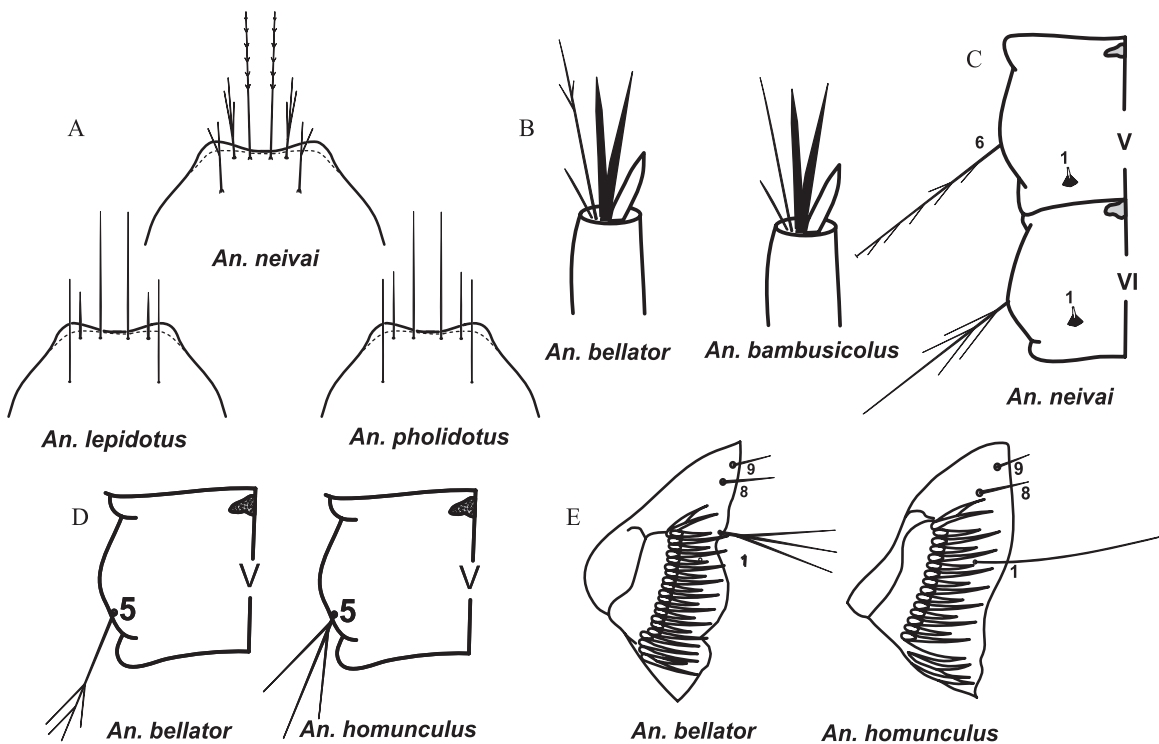 A
An. neivai
An. lepidotus
An. pholidotus
B
An. bellator
An. bambusicolus
C
6
1
V
1
VI
An. neivai
D
5
V
An. bellator
5
V
An. homunculus
E
9
8
1
An. bellator
9
8
1
An. homunculus